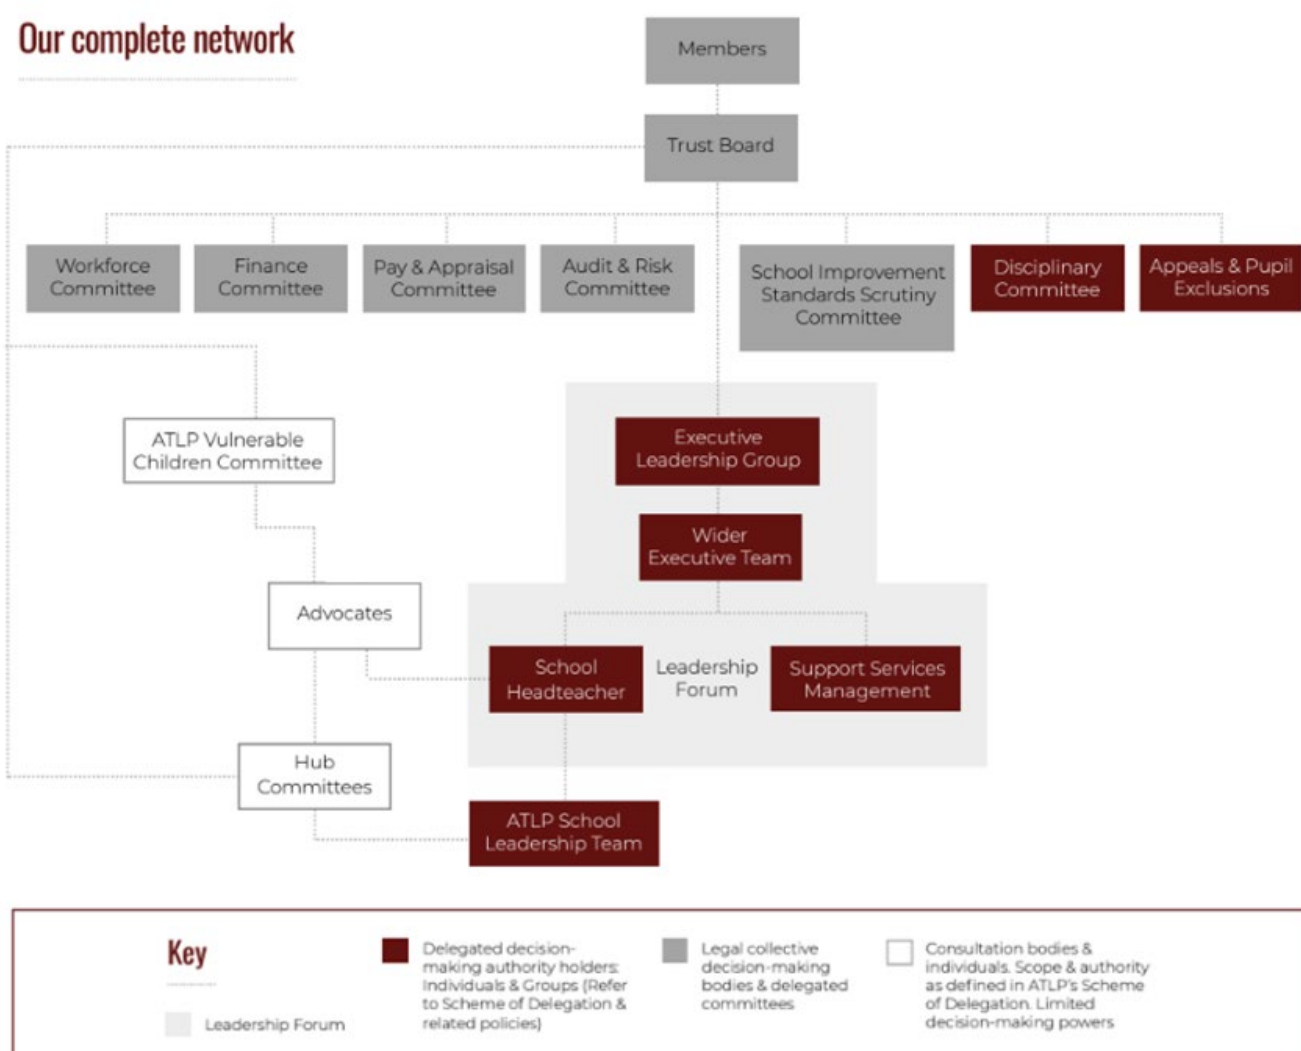 Our complete network
Members
Trust Board
Workforce
Committee
Finance
Committee
Pay & Appraisal
Committee
Audit & Risk
Committee
School Improvement
Standards Scrutiny
Committee
Disciplinary
Committee
Appeals & Pupil
Exclusions
ATLP Vulnerable
Children Committee
Executive
Leadership Group
Wider
Executive Team
Advocates
School
Headteacher
Leadership
Forum
Support Services
Management
Hub
Committees
ATLP School
Leadership Team
Key
Leadership Forum
Delegated decision-
making authority holders:
Individuals & Groups (Refer
to Scheme of Delegation &
related policies)
Legal collective
decision-making
bodies & delegated
committees
Consultation bodies &
individuals. Scope & authority
as defined in ATLP's Scheme
of Delegation. Limited
decision-making powers